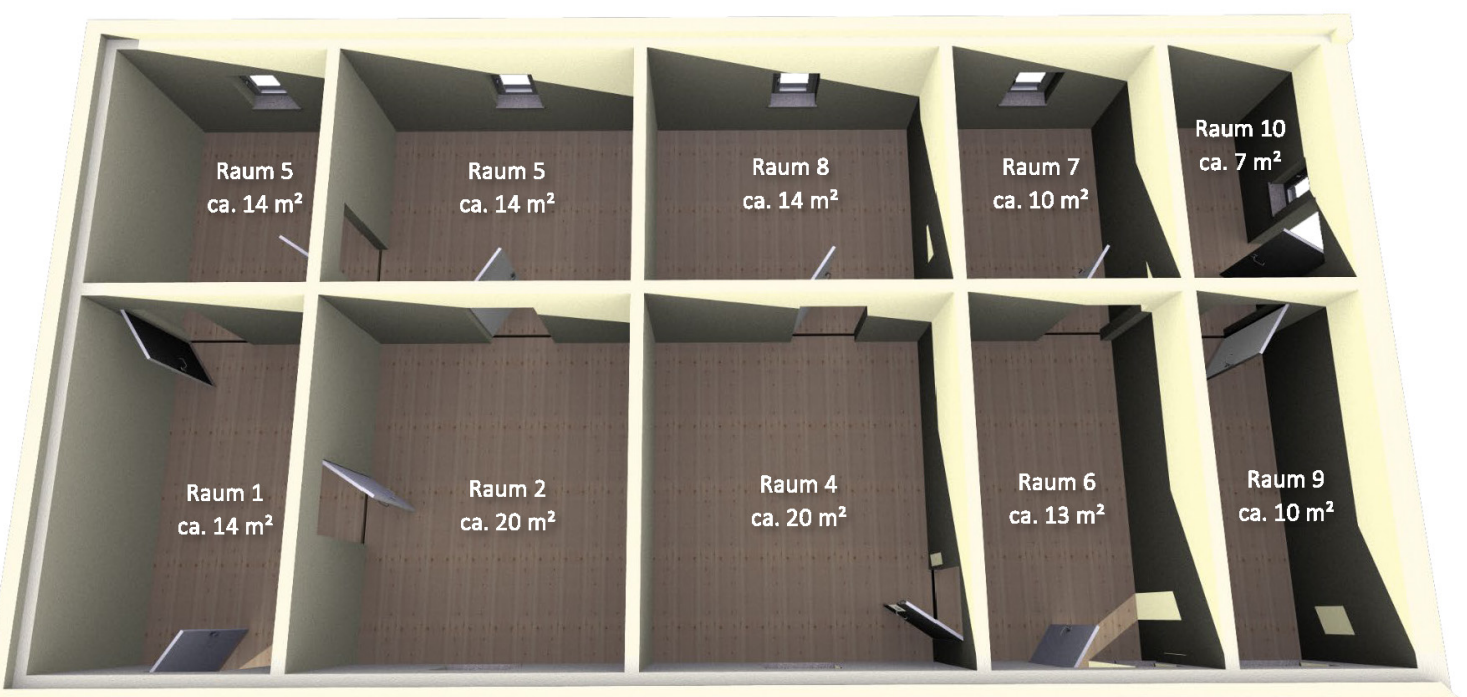 Raum 5
ca. 14 m²
Raum 5
ca. 14 m²
Raum 8
ca. 14 m²
Raum 7
ca. 10 m²
Raum 10
ca. 7 m²
Raum 1
ca. 14 m²
Raum 2
ca. 20 m²
Raum 4
ca. 20 m²
Raum 6
ca. 13 m²
Raum 9
ca. 10 m²